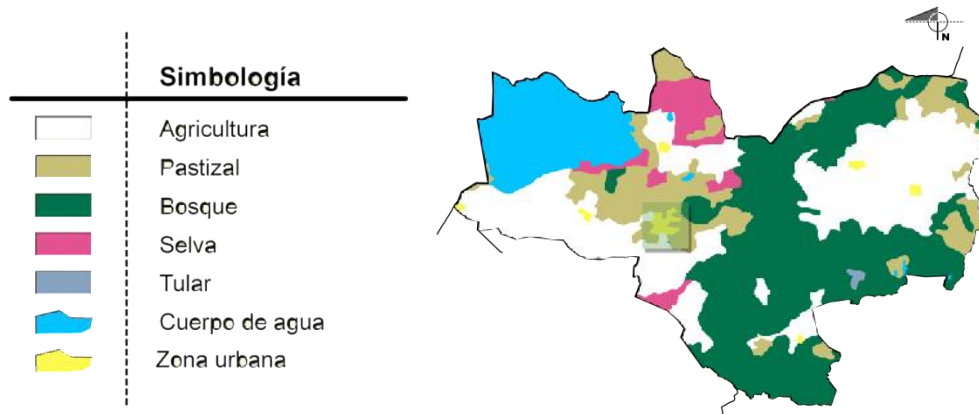 N
Simbología
Agricultura
Pastizal
Bosque
Selva
Tular
Cuerpo de agua
Zona urbana